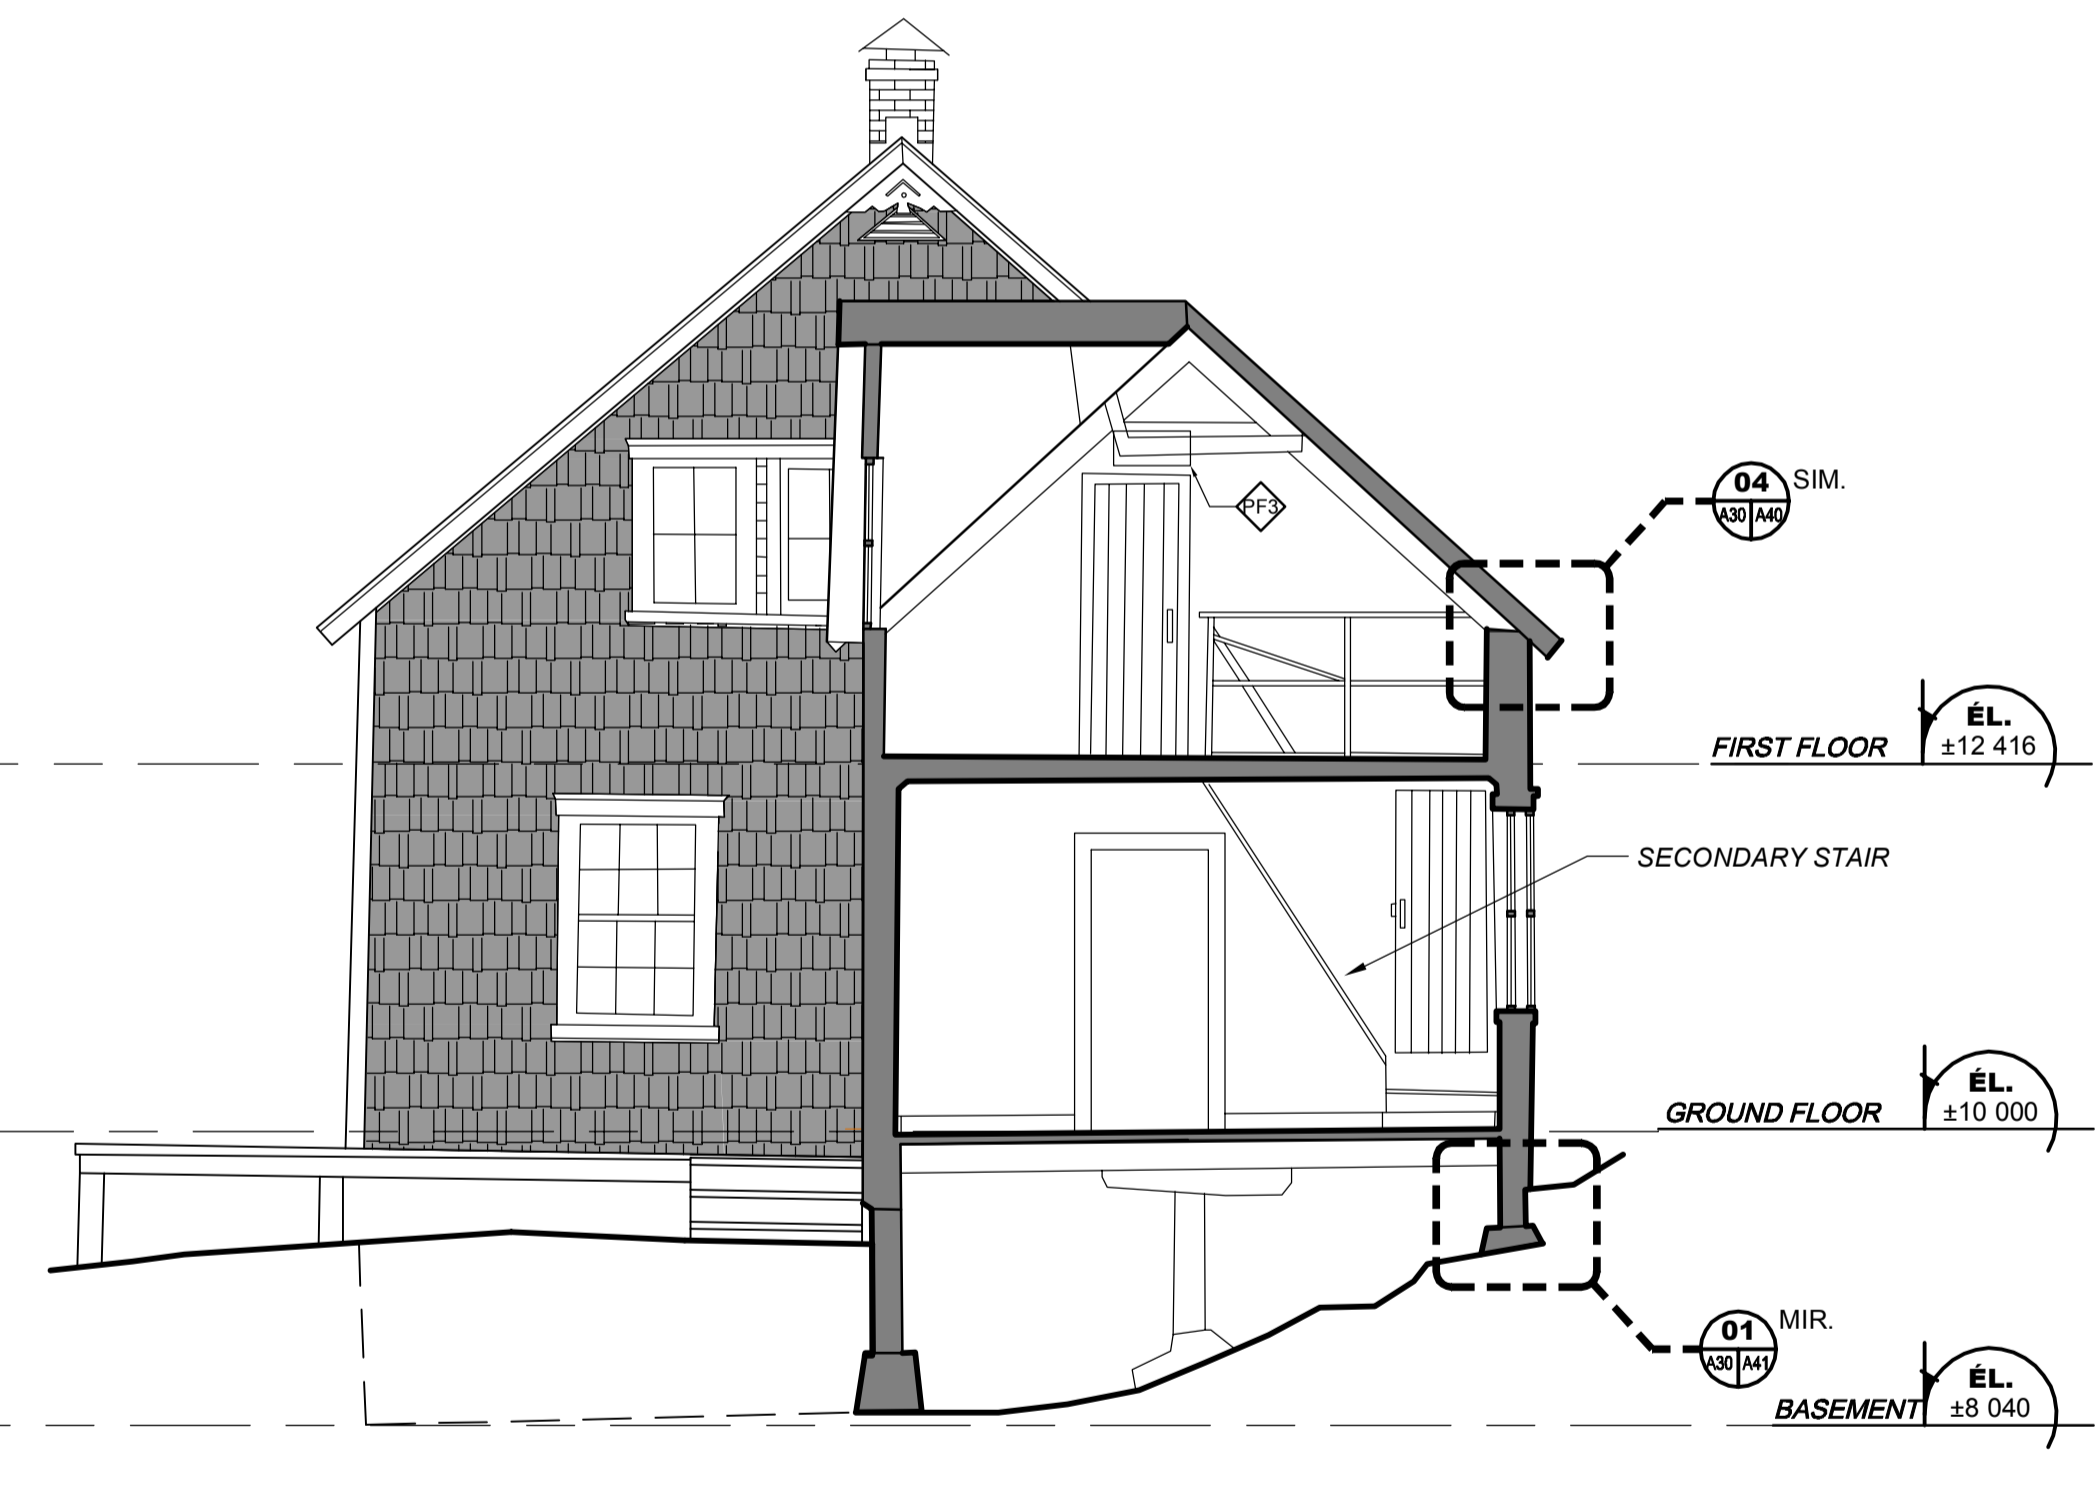 04 SIM.
A30 A40
PF3
FIRST FLOOR
ÉL.
±12 416
SECONDARY STAIR
GROUND FLOOR
ÉL.
±10 000
01 MIR.
A30 A41
BASEMENT
ÉL.
±8 040